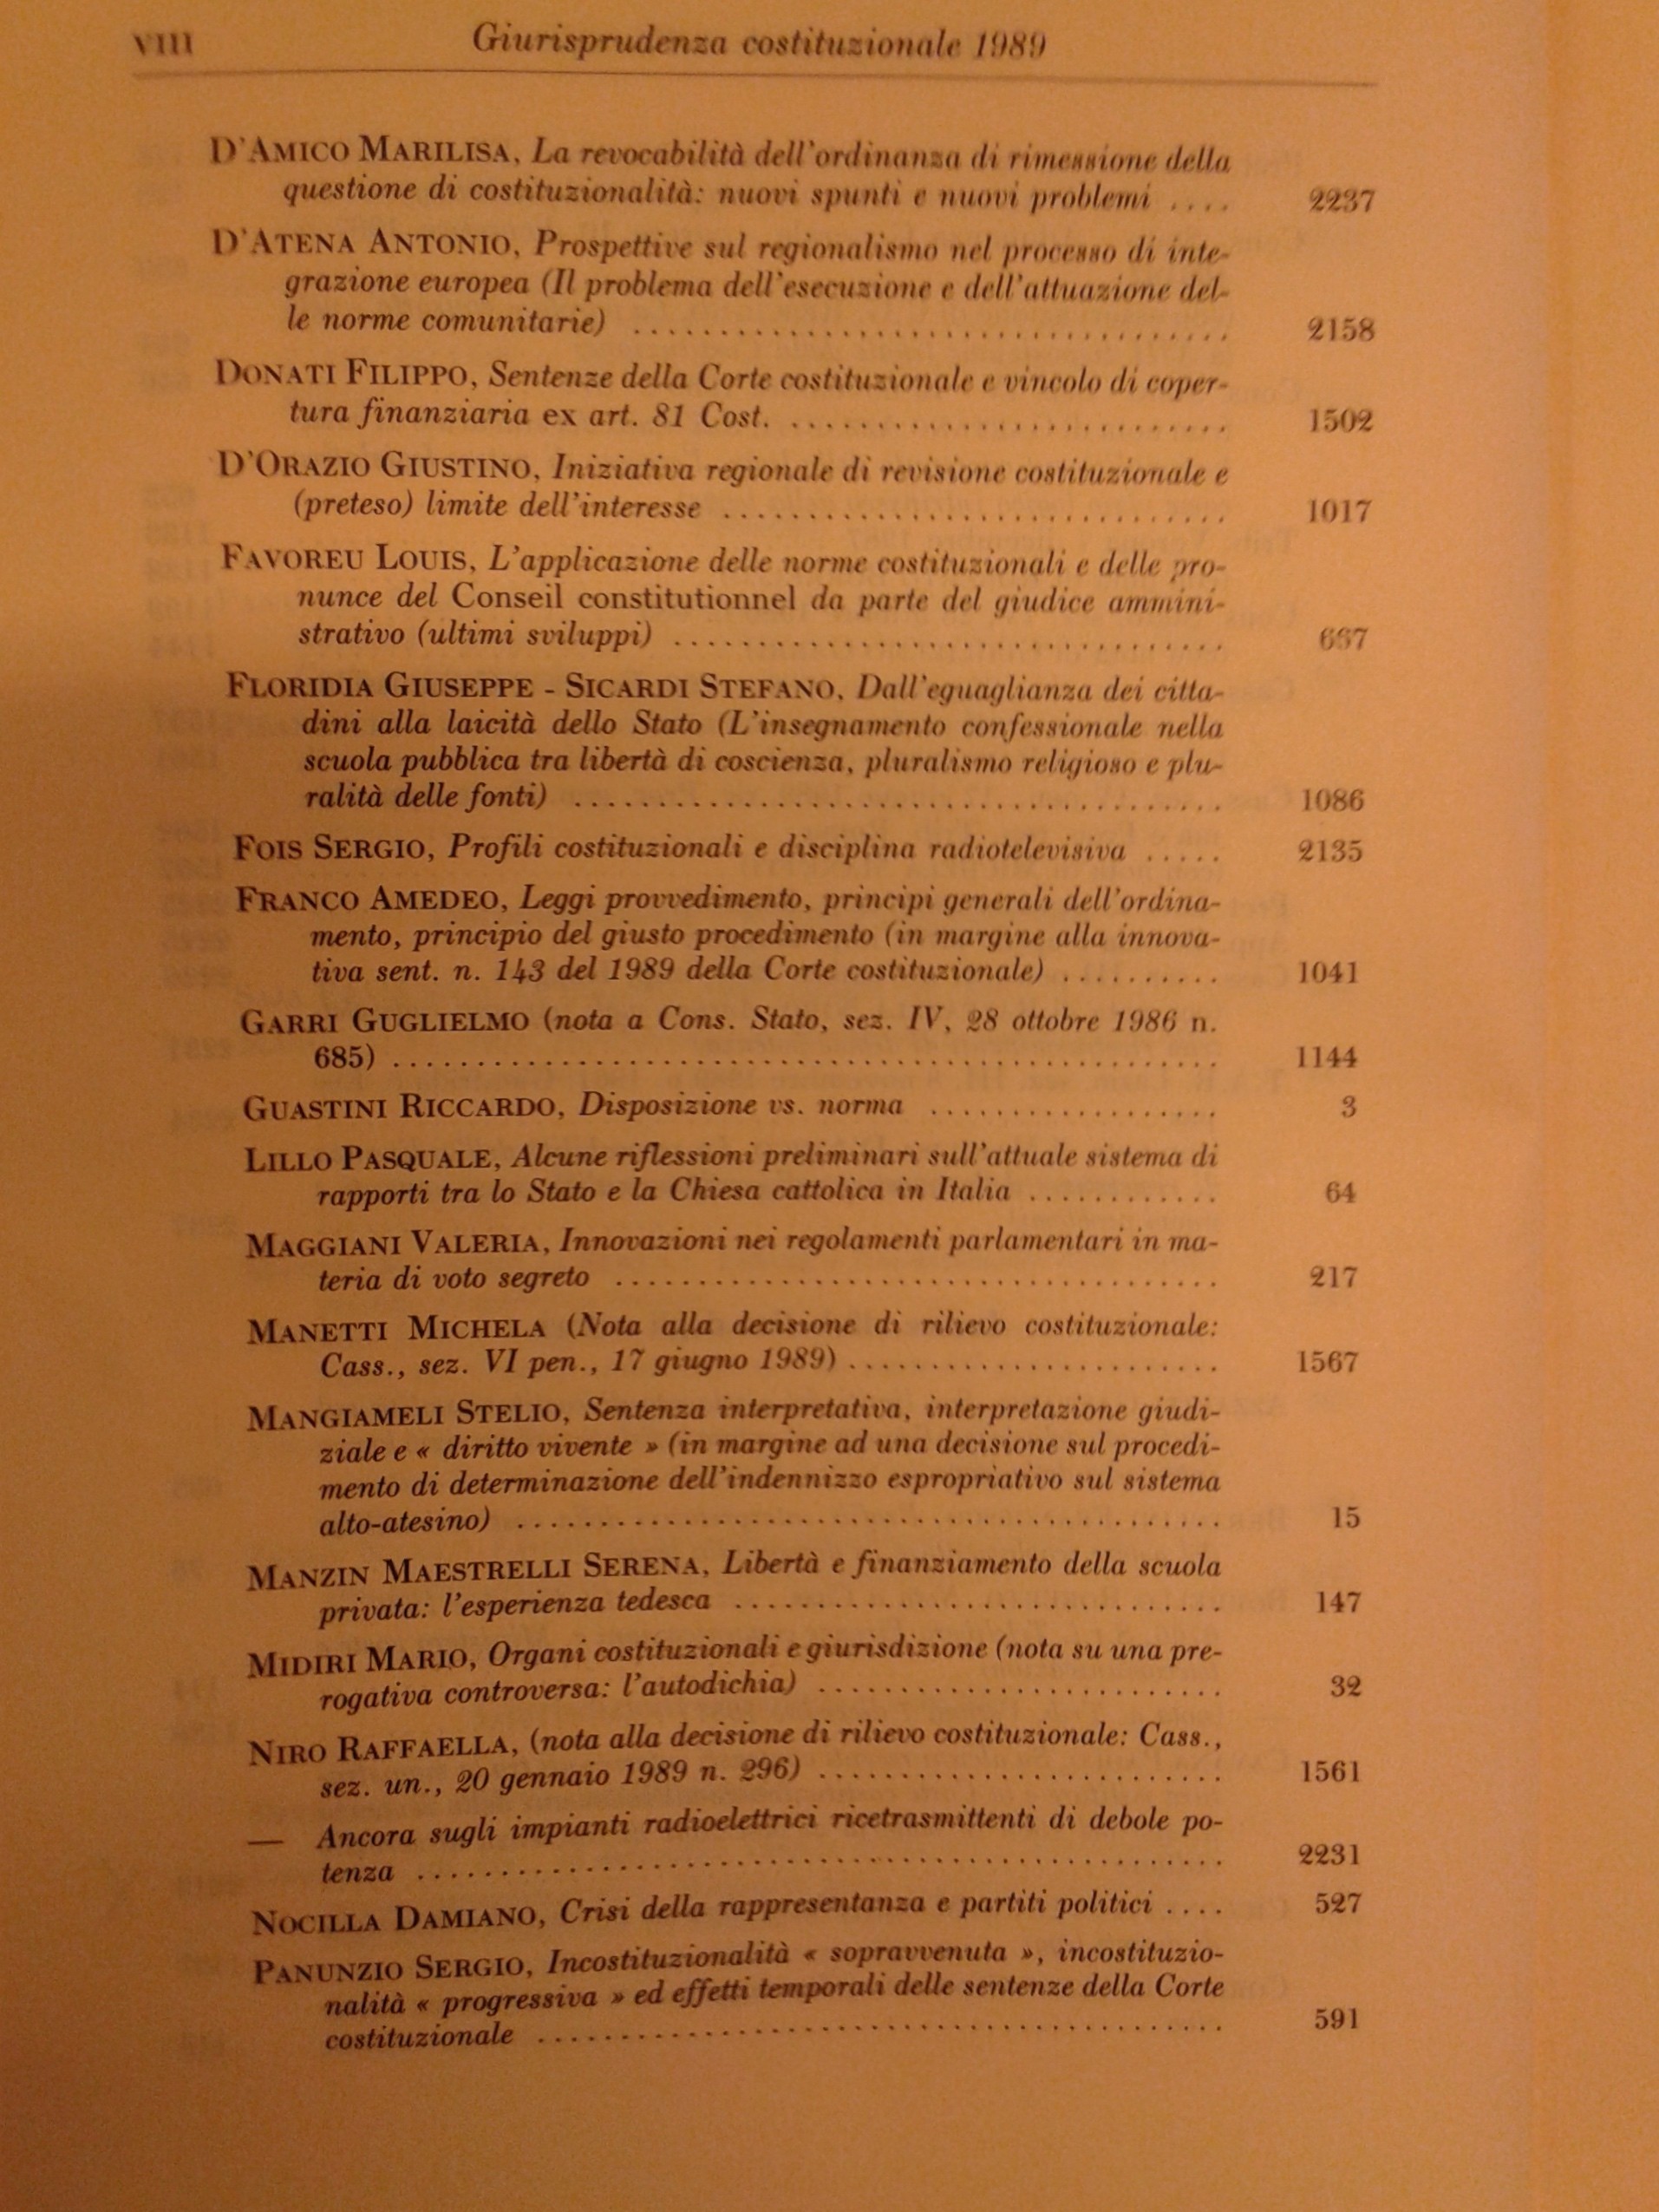 VIII Giurisprudenza costituzionale 1989
D'AMICO MARILISA, La revocabilità dell'ordinanza di rimessione della
questione di costituzionalità: nuovi spunti e nuovi problemi .... 2237
D'ATENA ANTONIO, Prospettive sul regionalismo nel processo di inte-
grazione europea (Il problema dell'esecuzione e dell'attuazione del-
le norme comunitarie) .................................... 2158
DONATI FILIPPO, Sentenze della Corte costituzionale e vincolo di coper-
tura finanziaria ex art. 81 Cost. ........................... 1502
D'ORAZIO GIUSTINO, Iniziativa regionale di revisione costituzionale e
(preteso) limite dell'interesse ............................... 1017
FAVOREU LOUIS, L'applicazione delle norme costituzionali e delle pro-
nunce del Conseil constitutionnel da parte del giudice ammini-
strativo (ultimi sviluppi) .................................. 667
FLORIDIA GIUSEPPE - SICARDI STEFANO, Dall'eguaglianza dei citta-
dini alla laicità dello Stato (L'insegnamento confessionale nella
scuola pubblica tra libertà di coscienza, pluralismo religioso e plu-
ralità delle fonti) ........................................ 1086
FOIS SERGIO, Profili costituzionali e disciplina radiotelevisiva ..... 2135
FRANCO AMEDEO, Leggi provvedimento, principi generali dell'ordina-
mento, principio del giusto procedimento (in margine alla innova-
tiva sent. n. 143 del 1989 della Corte costituzionale) .......... 1041
GARRI GUGLIELMO (nota a Cons. Stato, sez. IV, 28 ottobre 1986 n.
685) .................................................. 1144
GUASTINI RICCARDO, Disposizione vs. norma .................. 3
LILLO PASQUALE, Alcune riflessioni preliminari sull'attuale sistema di
rapporti tra lo Stato e la Chiesa cattolica in Italia ............ 64
MAGGIANI VALERIA, Innovazioni nei regolamenti parlamentari in ma-
teria di voto segreto ..................................... 217
MANETTI MICHELA (Nota alla decisione di rilievo costituzionale:
Cass., sez. VI pen., 17 giugno 1989) ....................... 1567
MANGIAMELI STELIO, Sentenza interpretativa, interpretazione giudi-
ziale e « diritto vivente » (in margine ad una decisione sul procedi-
mento di determinazione dell'indennizzo espropriativo sul sistema
alto-atesino) ........................................... 15
MANZIN MAESTRELLI SERENA, Libertà e finanziamento della scuola
privata: l'esperienza tedesca .............................. 147
MIDIRI MARIO, Organi costituzionali e giurisdizione (nota su una pre-
rogativa controversa: l'autodichia) ......................... 32
NIRO RAFFAELLA, (nota alla decisione di rilievo costituzionale: Cass.,
sez. un., 20 gennaio 1989 n. 296) ......................... 1561
— Ancora sugli impianti radioelettrici ricetrasmittenti di debole po-
tenza ................................................. 2231
NOCILLA DAMIANO, Crisi della rappresentanza e partiti politici .... 527
PANUNZIO SERGIO, Incostituzionalità « sopravvenuta », incostituzio-
nalità « progressiva » ed effetti temporali delle sentenze della Corte
costituzionale .......................................... 591